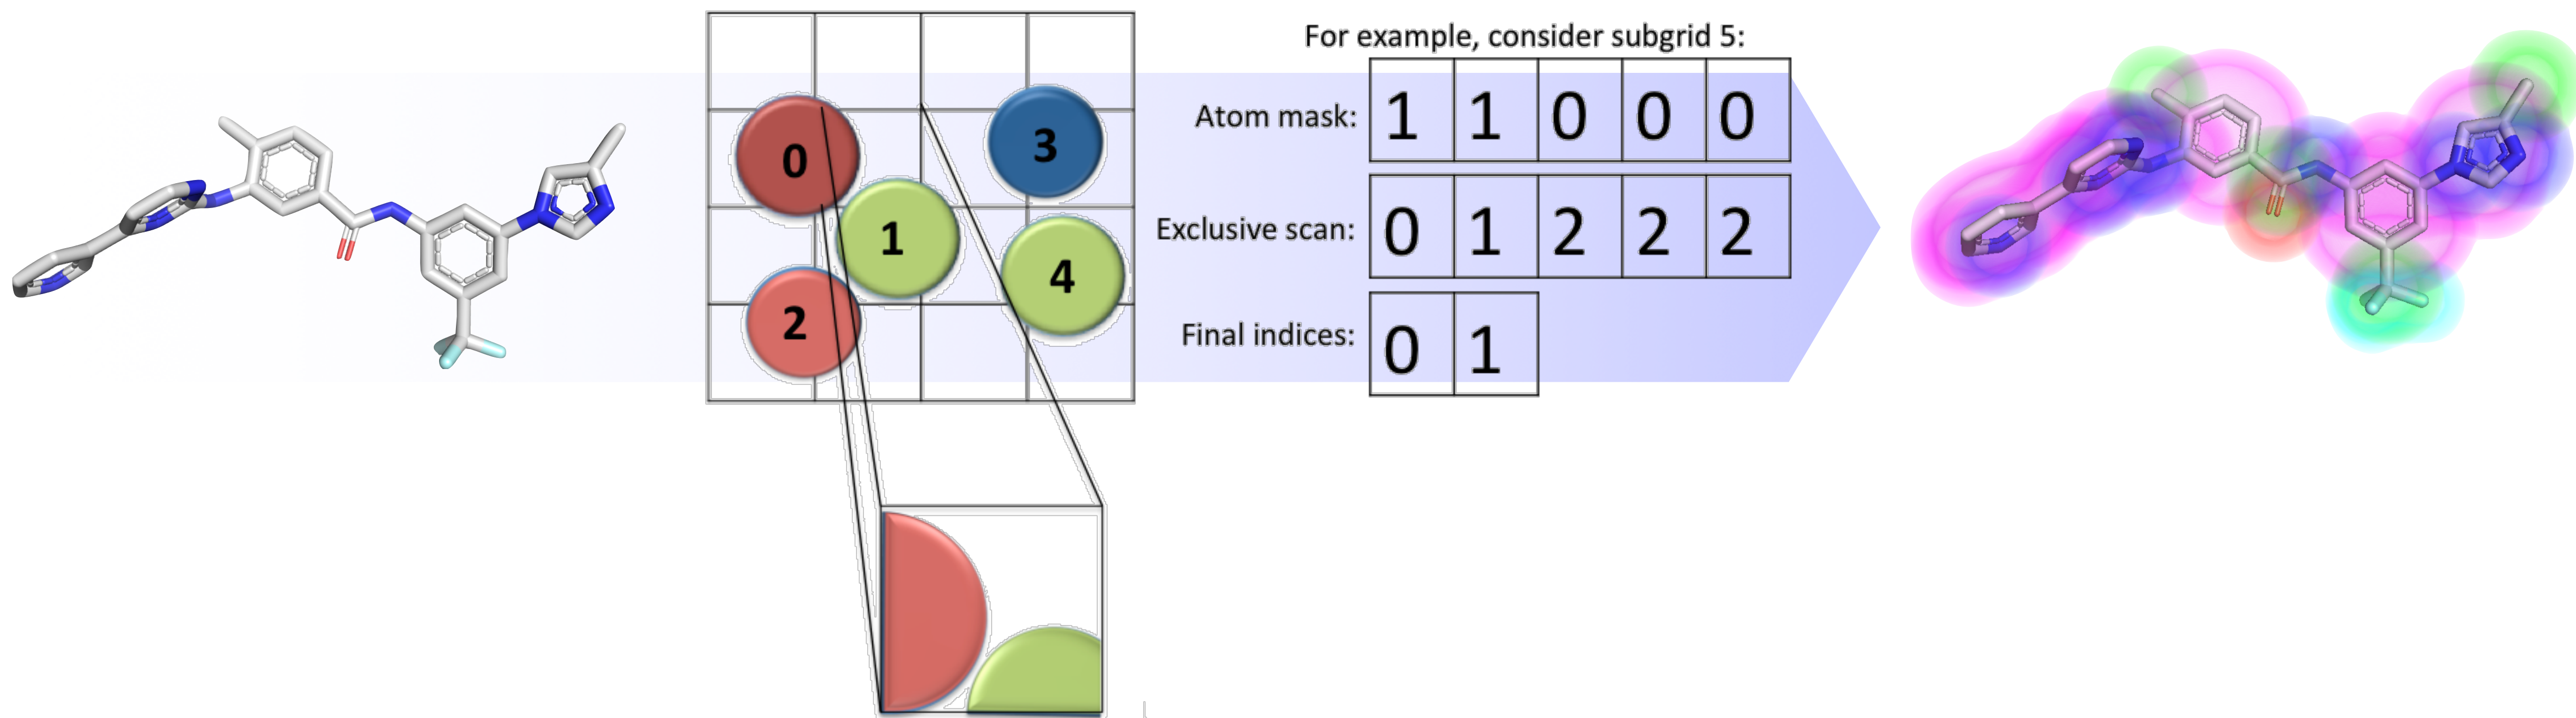 For example, consider subgrid 5:
0
1
2
3
4
Atom mask: 1 1 0 0 0
Exclusive scan: 0 1 2 2 2
Final indices: 0 1